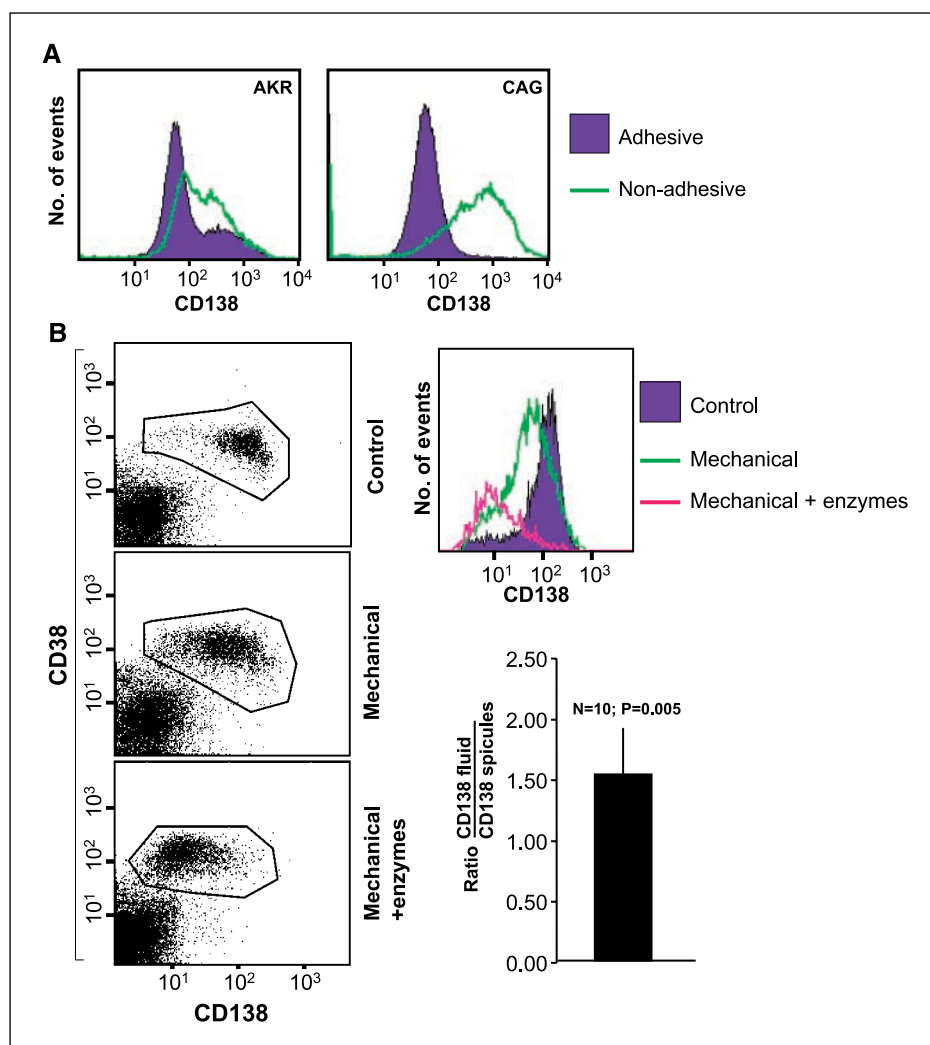 A
AKR
CAG
No. of events
10¹ 10² 10³ 10⁴
CD138
10¹ 10² 10³ 10⁴
CD138
Adhesive
Non-adhesive
B
CD38
10³
10²
10¹
Control
10³
10²
10¹
Mechanical
10³
10²
10¹
Mechanical
+enzymes
10¹ 10² 10³
CD138
No. of events
10¹ 10² 10³
CD138
Control
Mechanical
Mechanical + enzymes
Ratio CD138 fluid
CD138 spicules
2.50
2.00
1.50
1.00
0.50
0.00
N=10; P=0.005